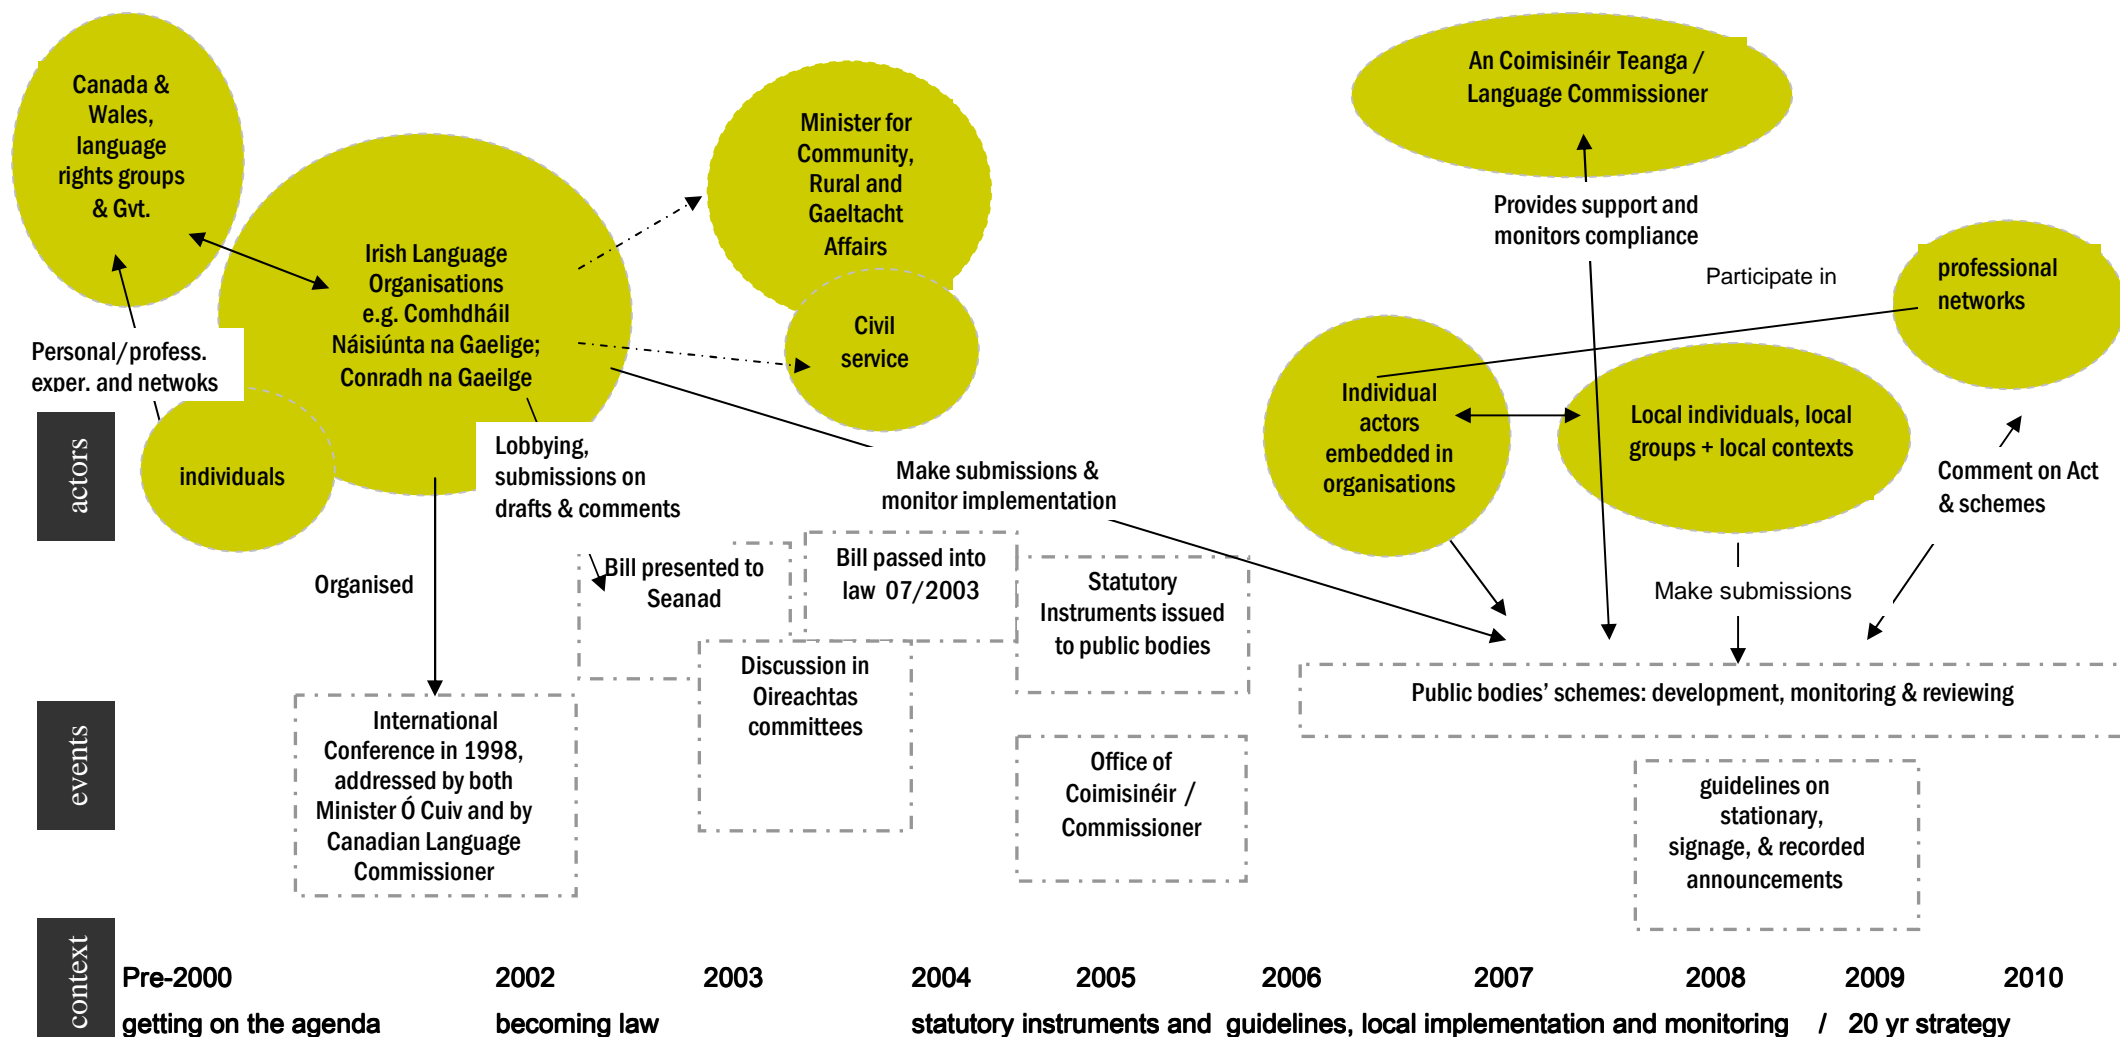 Canada &
Wales,
language
rights groups
& Gvt.
Irish Language
Organisations
e.g. Comhdháil
Náisiúnta na Gaelige;
Conradh na Gaeilge
Personal/profess.
exper. and netwoks
individuals
Minister for
Community,
Rural and
Gaeltacht
Affairs
Civil
service
An Coimisinéir Teanga /
Language Commissioner
Provides support and
monitors compliance
Participate in
professional
networks
Individual
actors
embedded in
organisations
Local individuals, local
groups + local contexts
Comment on Act
& schemes
actors
Lobbying,
submissions on
drafts & comments
Make submissions &
monitor implementation
Organised
Make submissions
events
International
Conference in 1998,
addressed by both
Minister Ó Cuiv and by
Canadian Language
Commissioner
Bill presented to
Seanad
Discussion in
Oireachtas
committees
Bill passed into
law 07/2003
Statutory
Instruments issued
to public bodies
Office of
Coimisinéir /
Commissioner
Public bodies' schemes: development, monitoring & reviewing
guidelines on
stationary,
signage, & recorded
announcements
context
Pre-2000 2002 2003 2004 2005 2006 2007 2008 2009 2010
getting on the agenda becoming law statutory instruments and guidelines, local implementation and monitoring / 20 yr strategy